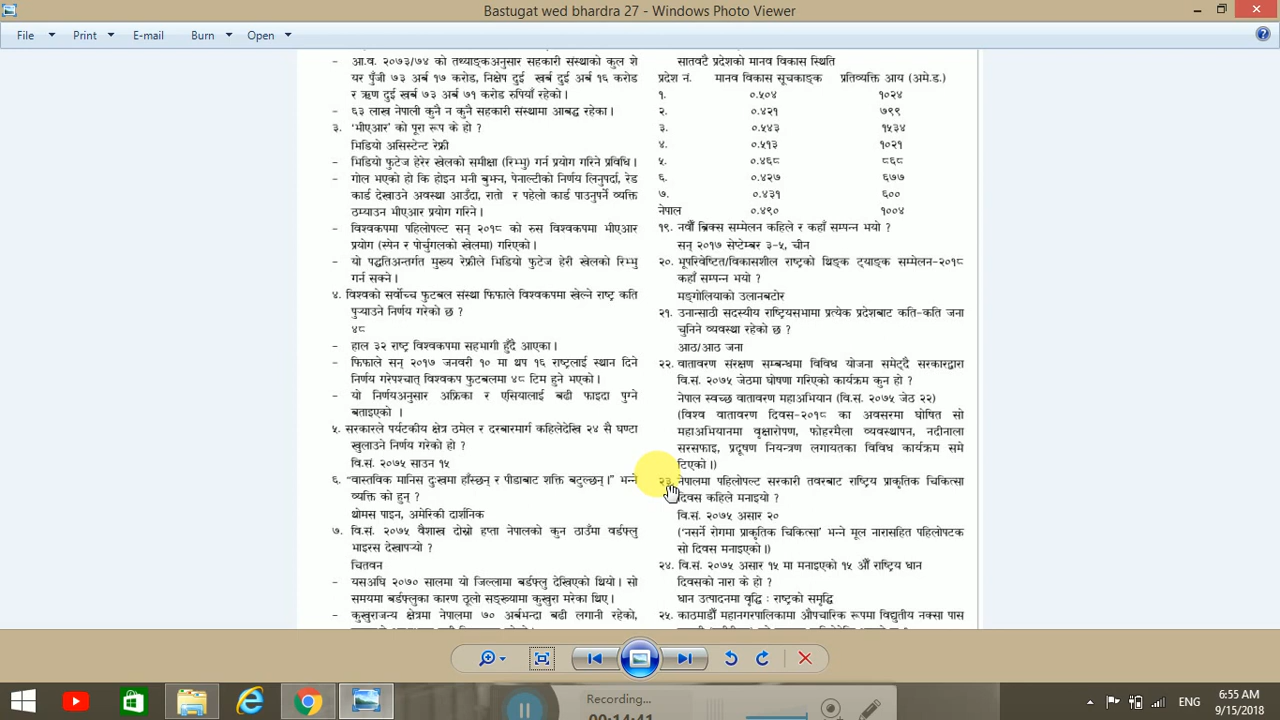 Bastugat wed bhardra 27 - Windows Photo Viewer
File Print E-mail Burn Open
आ.व. २०७३/७४ को तथ्याङ्कअनुसार सहकारी संस्थाको कुल शे
यर पुँजी ७३ अर्ब १७ करोड, निक्षेप दुई खर्ब दुई अर्ब १६ करोड
र ऋण दुई खर्ब ७३ अर्ब ७१ करोड रुपियाँ रहेको।
- ६३ लाख नेपाली कुनै न कुनै सहकारी संस्थामा आबद्ध रहेका।
३. ‘भीएआर’ को पूरा रूप के हो ?
भिडियो असिस्टेन्ट रेफ्री
- भिडियो फुटेज हेरेर खेलको समीक्षा (रिभ्यु) गर्न प्रयोग गरिने प्रविधि।
- गोल भएको हो कि होइन भनी बुझ्न, पेनाल्टीको निर्णय लिनुपर्दा, रेड
कार्ड देखाउने अवस्था आउँदा, रातो र पहेलो कार्ड पाउनुपर्ने व्यक्ति
ठम्याउन भीएआर प्रयोग गरिने।
- विश्वकपमा पहिलोपल्ट सन् २०१८ को रुस विश्वकपमा भीएआर
प्रयोग (स्पेन र पोर्चुगलको खेलमा) गरिएको।
- यो पद्धतिअन्तर्गत मुख्य रेफ्रीले भिडियो फुटेज हेरी खेलको रिभ्यु
गर्न सक्ने।
४. विश्वको सर्वोच्च फुटबल संस्था फिफाले विश्वकपमा खेल्ने राष्ट्र कति
पुऱ्याउने निर्णय गरेको छ ?
४८
- हाल ३२ राष्ट्र विश्वकपमा सहभागी हुँदै आएका।
- फिफाले सन् २०१७ जनवरी १० मा थप १६ राष्ट्रलाई स्थान दिने
निर्णय गरेपश्चात् विश्वकप फुटबलमा ४८ टिम हुने भएको।
- यो निर्णयअनुसार अफ्रिका र एसियालाई बढी फाइदा पुग्ने
बताइएको ।
५. सरकारले पर्यटकीय क्षेत्र ठमेल र दरबारमार्ग कहिलेदेखि २४ सै घण्टा
खुलाउने निर्णय गरेको हो ?
वि.सं. २०७५ साउन १५
६. “वास्तविक मानिस दुःखमा हाँस्छन् र पीडाबाट शक्ति बटुल्छन्।” भन्ने
व्यक्ति को हुन् ?
थोमस पाइन, अमेरिकी दार्शनिक
७. वि.सं. २०७५ वैशाख दोस्रो हप्ता नेपालको कुन ठाउँमा वर्डफ्लु
भाइरस देखापऱ्यो ?
चितवन
- यसअघि २०७० सालमा यो जिल्लामा बर्डफ्लु देखिएको थियो। सो
समयमा बर्डफ्लुका कारण ठूलो सङ्ख्यामा कुखुरा मरेका थिए।
- कुखुराजन्य क्षेत्रमा नेपालमा ७० अर्बभन्दा बढी लगानी रहेको,
सातवटै प्रदेशको मानव विकास स्थिति
प्रदेश नं. मानव विकास सूचकाङ्क प्रतिव्यक्ति आय (अमे.ड.)
१. ०.५०४ १०२४
२. ०.४२१ ७९९
३. ०.५४३ १५३४
४. ०.५१३ १०२१
५. ०.४६८ ८६८
६. ०.४२७ ६७७
७. ०.४३१ ६००
नेपाल ०.४९० १००४
१९. नवौँ ब्रिक्स सम्मेलन कहिले र कहाँ सम्पन्न भयो ?
सन् २०१७ सेप्टेम्बर ३-५, चीन
२०. भूपरिवेष्टित/विकासशील राष्ट्रको थिङ्क ट्याङ्क सम्मेलन-२०१८
कहाँ सम्पन्न भयो ?
मङ्गोलियाको उलानबटोर
२१. उनान्साठी सदस्यीय राष्ट्रियसभामा प्रत्येक प्रदेशबाट कति-कति जना
चुनिने व्यवस्था रहेको छ ?
आठ/आठ जना
२२. वातावरण संरक्षण सम्बन्धमा विविध योजना समेट्दै सरकारद्वारा
वि.सं. २०७५ जेठमा घोषणा गरिएको कार्यक्रम कुन हो ?
नेपाल स्वच्छ वातावरण महाअभियान (वि.सं. २०७५ जेठ २२)
(विश्व वातावरण दिवस-२०१८ का अवसरमा घोषित सो
महाअभियानमा वृक्षारोपण, फोहरमैला व्यवस्थापन, नदीनाला
सरसफाइ, प्रदूषण नियन्त्रण लगायतका विविध कार्यक्रम समे
टिएको।)
२३. नेपालमा पहिलोपल्ट सरकारी तवरबाट राष्ट्रिय प्राकृतिक चिकित्सा
दिवस कहिले मनाइयो ?
वि.सं. २०७५ असार २०
(‘नसर्ने रोगमा प्राकृतिक चिकित्सा’ भन्ने मूल नारासहित पहिलोपटक
सो दिवस मनाइएको।)
२४. वि.सं. २०७५ असार १५ मा मनाइएको १५ औँ राष्ट्रिय धान
दिवसको नारा के हो ?
धान उत्पादनमा वृद्धि : राष्ट्रको समृद्धि
२५. काठमाडौँ महानगरपालिकामा औपचारिक रूपमा विद्युतीय नक्सा पास
Recording...
00:14:41
ENG
6:55 AM
9/15/2018